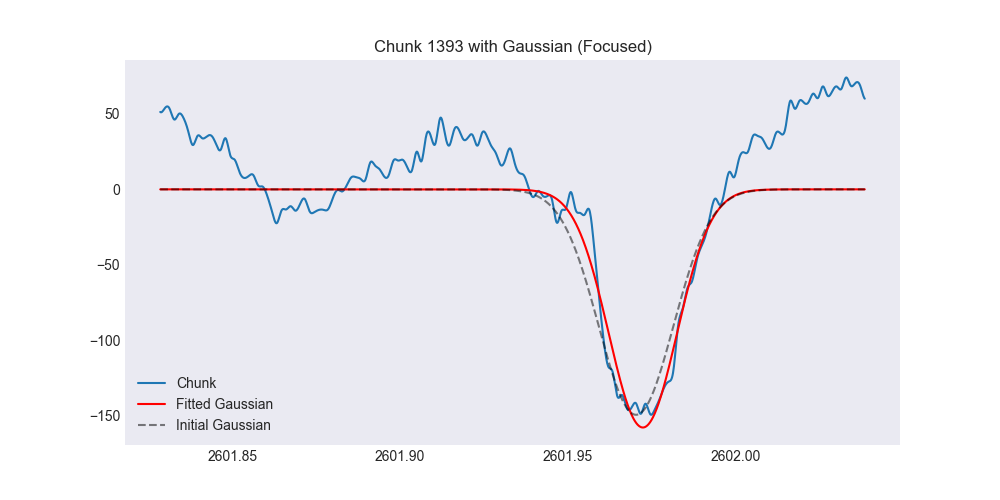 Chunk 1393 with Gaussian (Focused)
50
0
−50
−100
−150
Chunk
Fitted Gaussian
Initial Gaussian
2601.85 2601.90 2601.95 2602.00